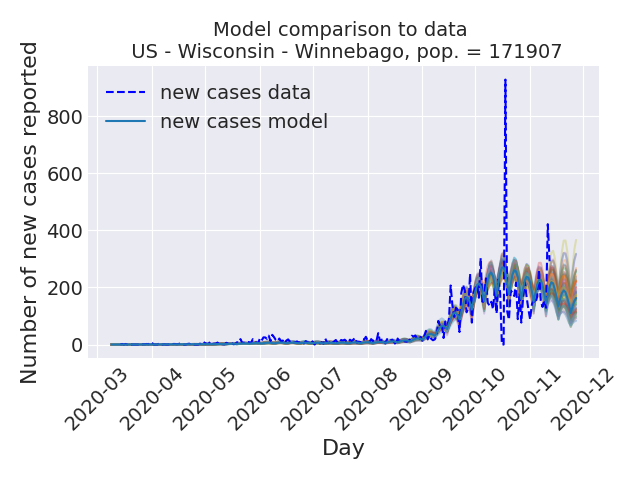 Model comparison to data
US - Wisconsin - Winnebago, pop. = 171907
Number of new cases reported
800
600
400
200
0
new cases data
new cases model
2020-03
2020-04
2020-05
2020-06
2020-07
2020-08
2020-09
2020-10
2020-11
2020-12
Day